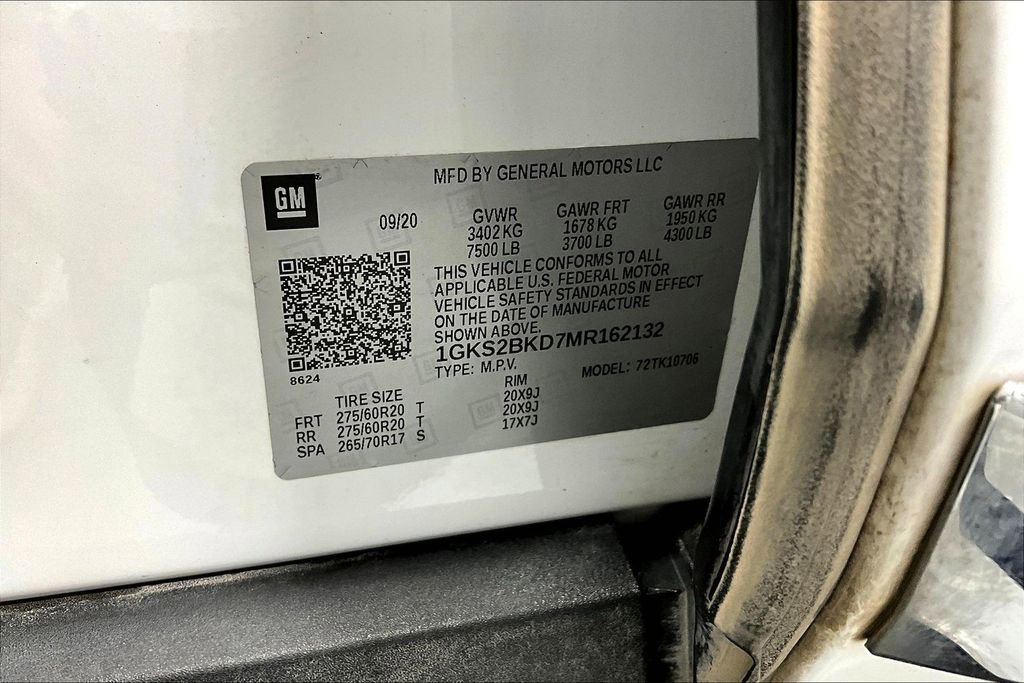 GM ®
MFD BY GENERAL MOTORS LLC
09/20
GVWR GAWR FRT GAWR RR
3402 KG 1678 KG 1950 KG
7500 LB 3700 LB 4300 LB
THIS VEHICLE CONFORMS TO ALL
APPLICABLE U.S. FEDERAL MOTOR
VEHICLE SAFETY STANDARDS IN EFFECT
ON THE DATE OF MANUFACTURE
SHOWN ABOVE.
1GKS2BKD7MR162132
TYPE: M.P.V. MODEL: 72TK10706
8624
TIRE SIZE RIM
FRT 275/60R20 T 20X9J
RR 275/60R20 T 20X9J
SPA 265/70R17 S 17X7J